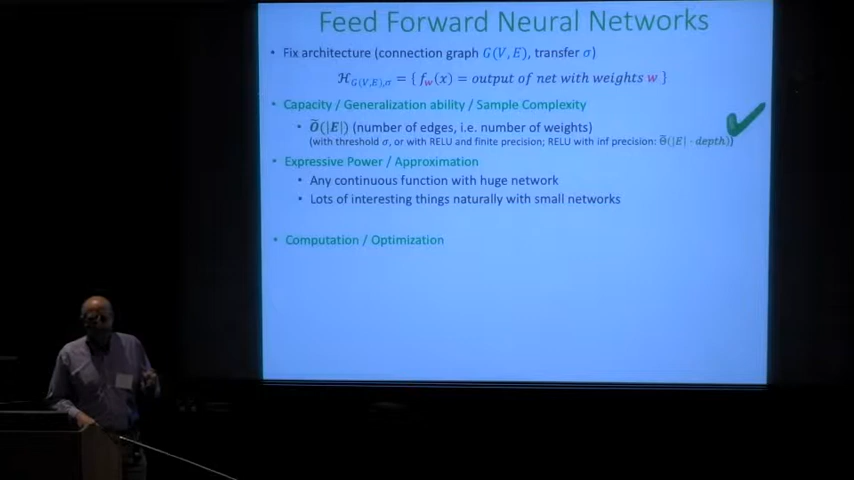 Feed Forward Neural Networks
• Fix architecture (connection graph G(V, E), transfer σ)
ℋ_{G(V,E),σ} = { f_w(x) = output of net with weights w }
• Capacity / Generalization ability / Sample Complexity
• Õ(|E|) (number of edges, i.e. number of weights)
(with threshold σ, or with RELU and finite precision; RELU with inf precision: Θ̃(|E| · depth))
• Expressive Power / Approximation
• Any continuous function with huge network
• Lots of interesting things naturally with small networks
• Computation / Optimization